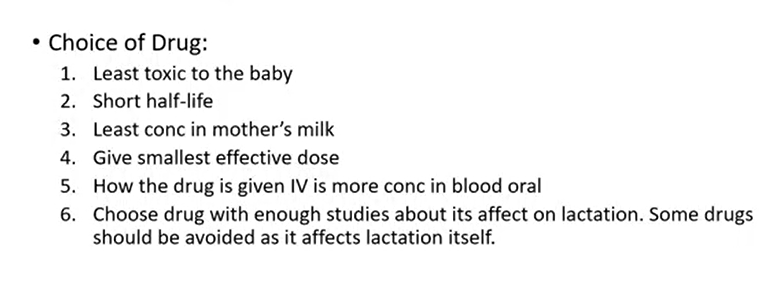 • Choice of Drug:
1. Least toxic to the baby
2. Short half-life
3. Least conc in mother's milk
4. Give smallest effective dose
5. How the drug is given IV is more conc in blood oral
6. Choose drug with enough studies about its affect on lactation. Some drugs
should be avoided as it affects lactation itself.